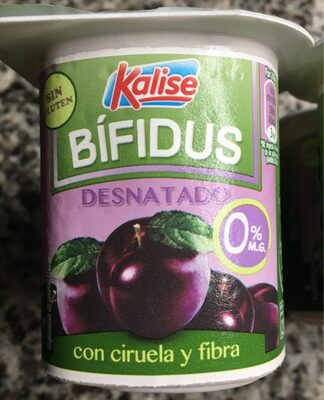 SIN
GLUTEN
Kalise
BÍFIDUS
DESNATADO
0%
M.G.
con ciruela y fibra